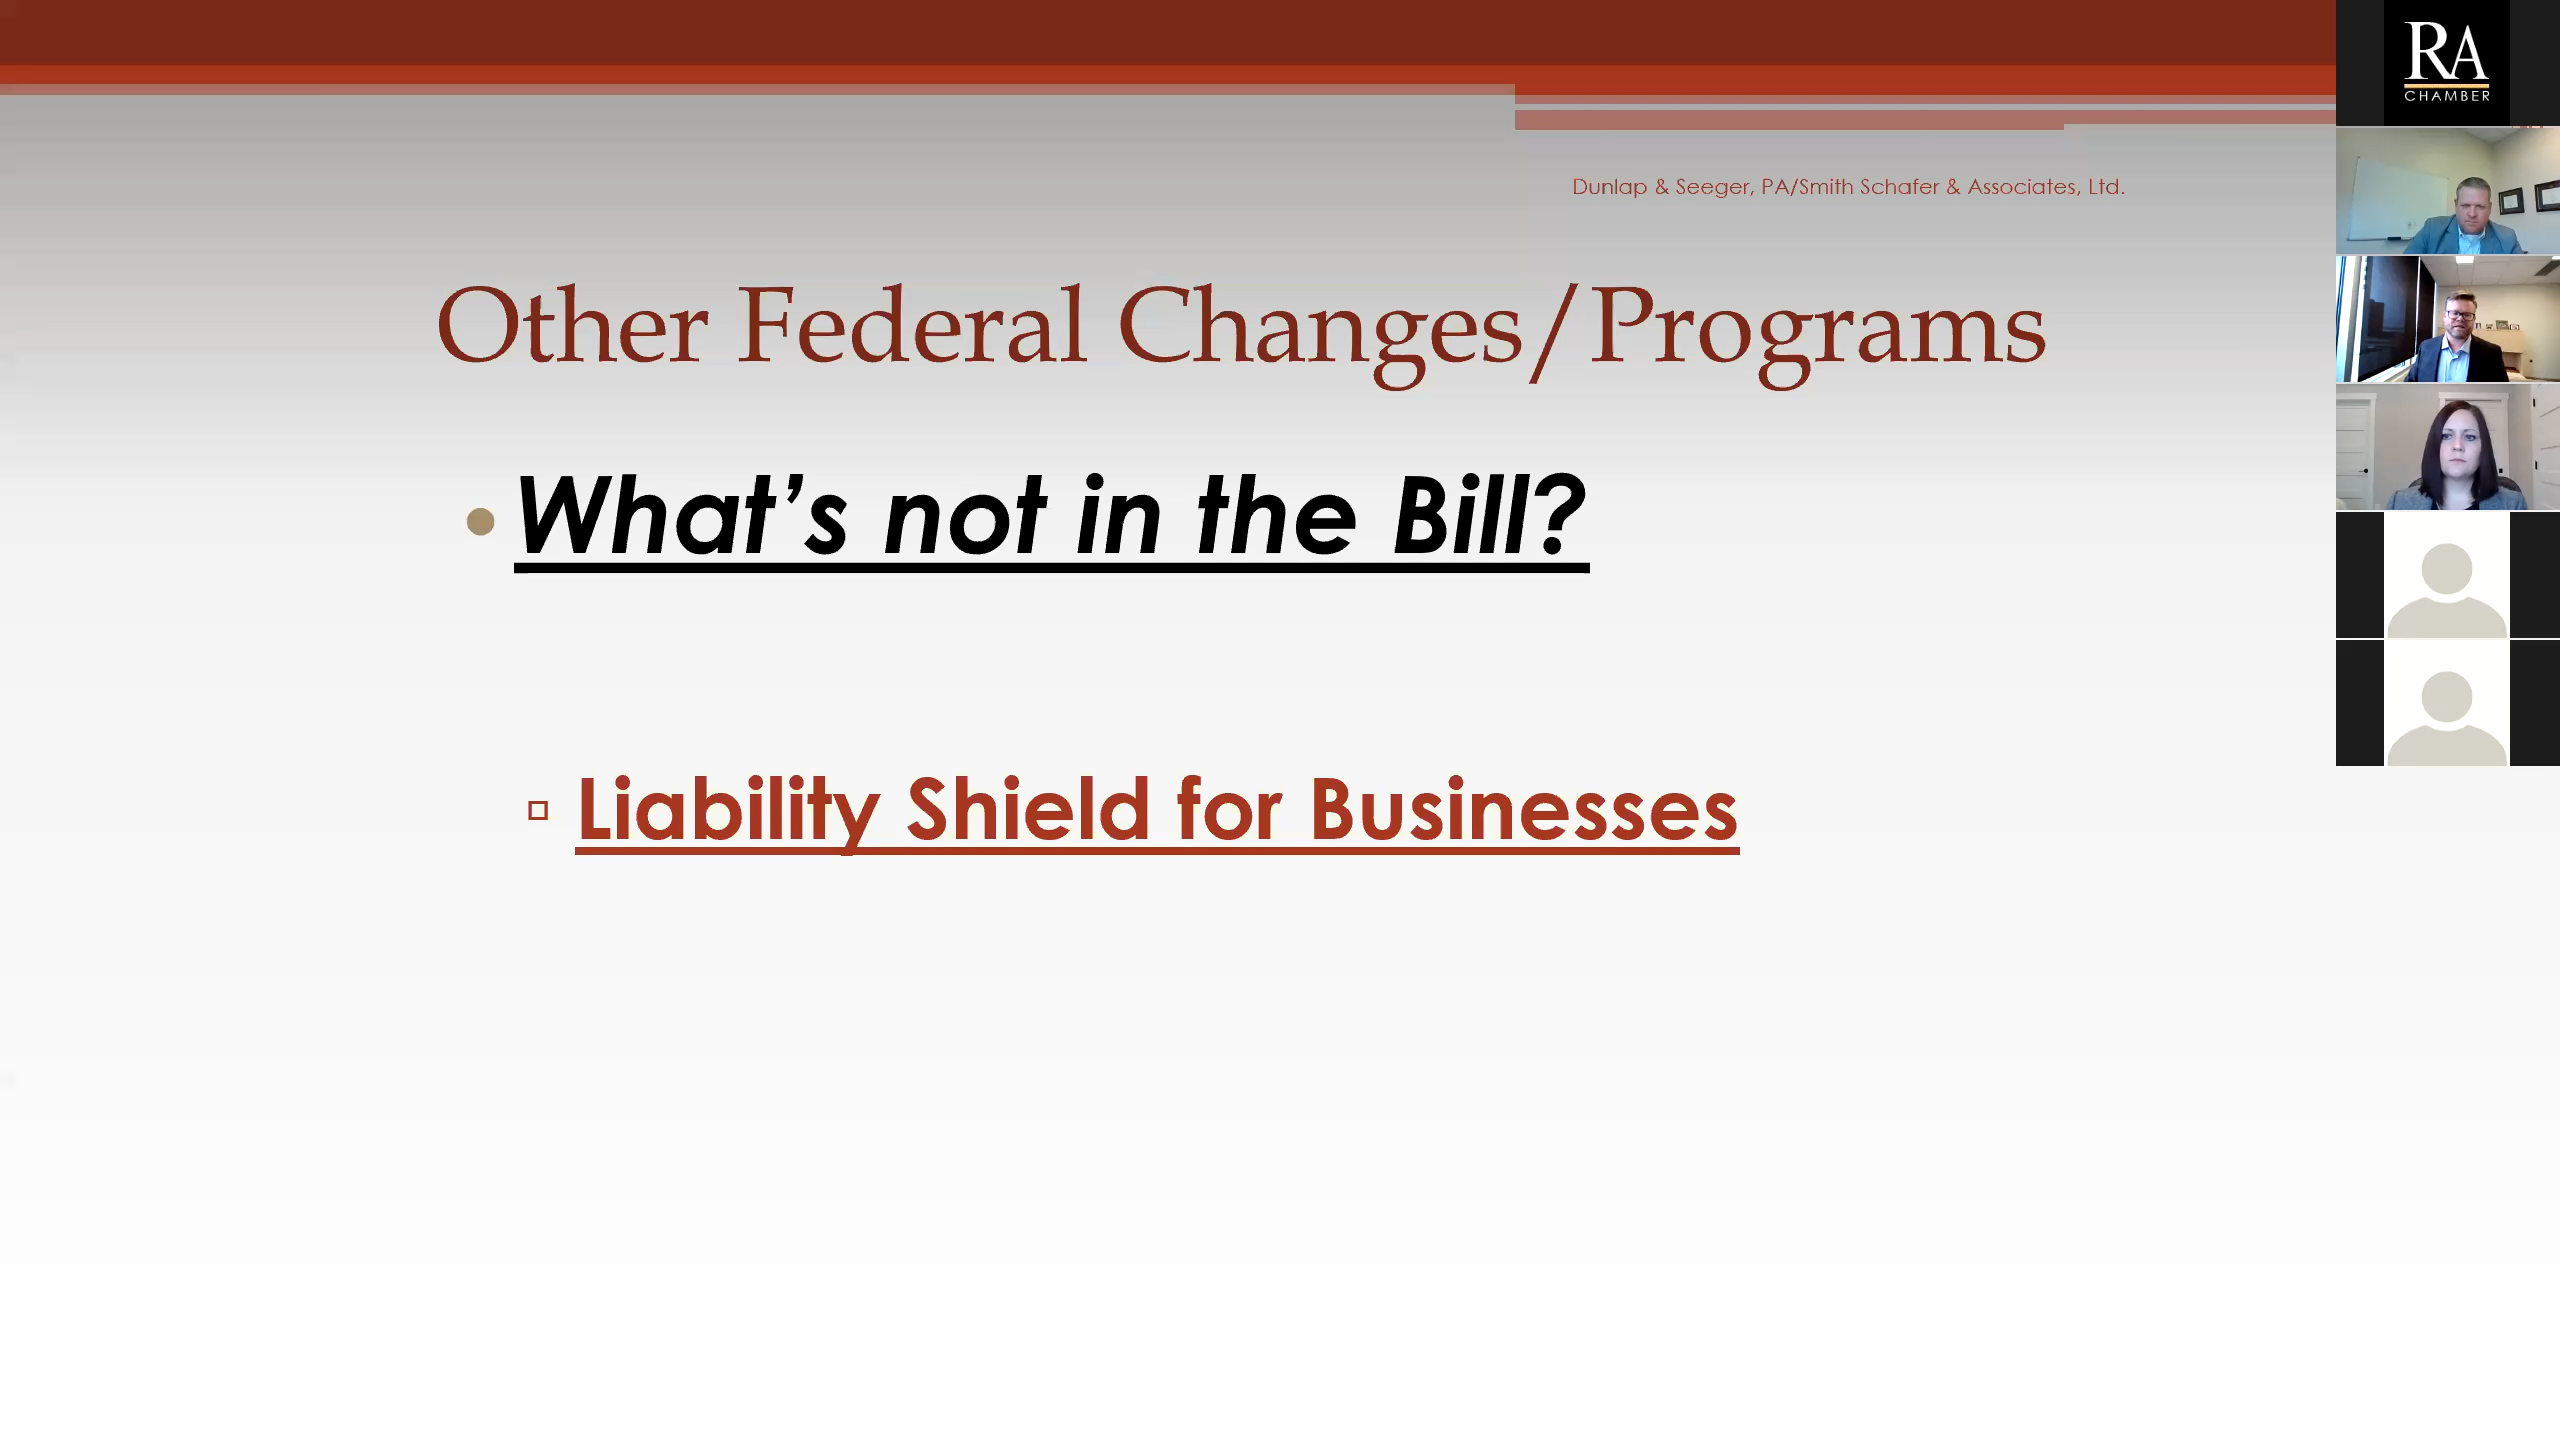 RA
CHAMBER
Dunlap & Seeger, PA/Smith Schafer & Associates, Ltd.
Other Federal Changes/Programs
What’s not in the Bill?
Liability Shield for Businesses